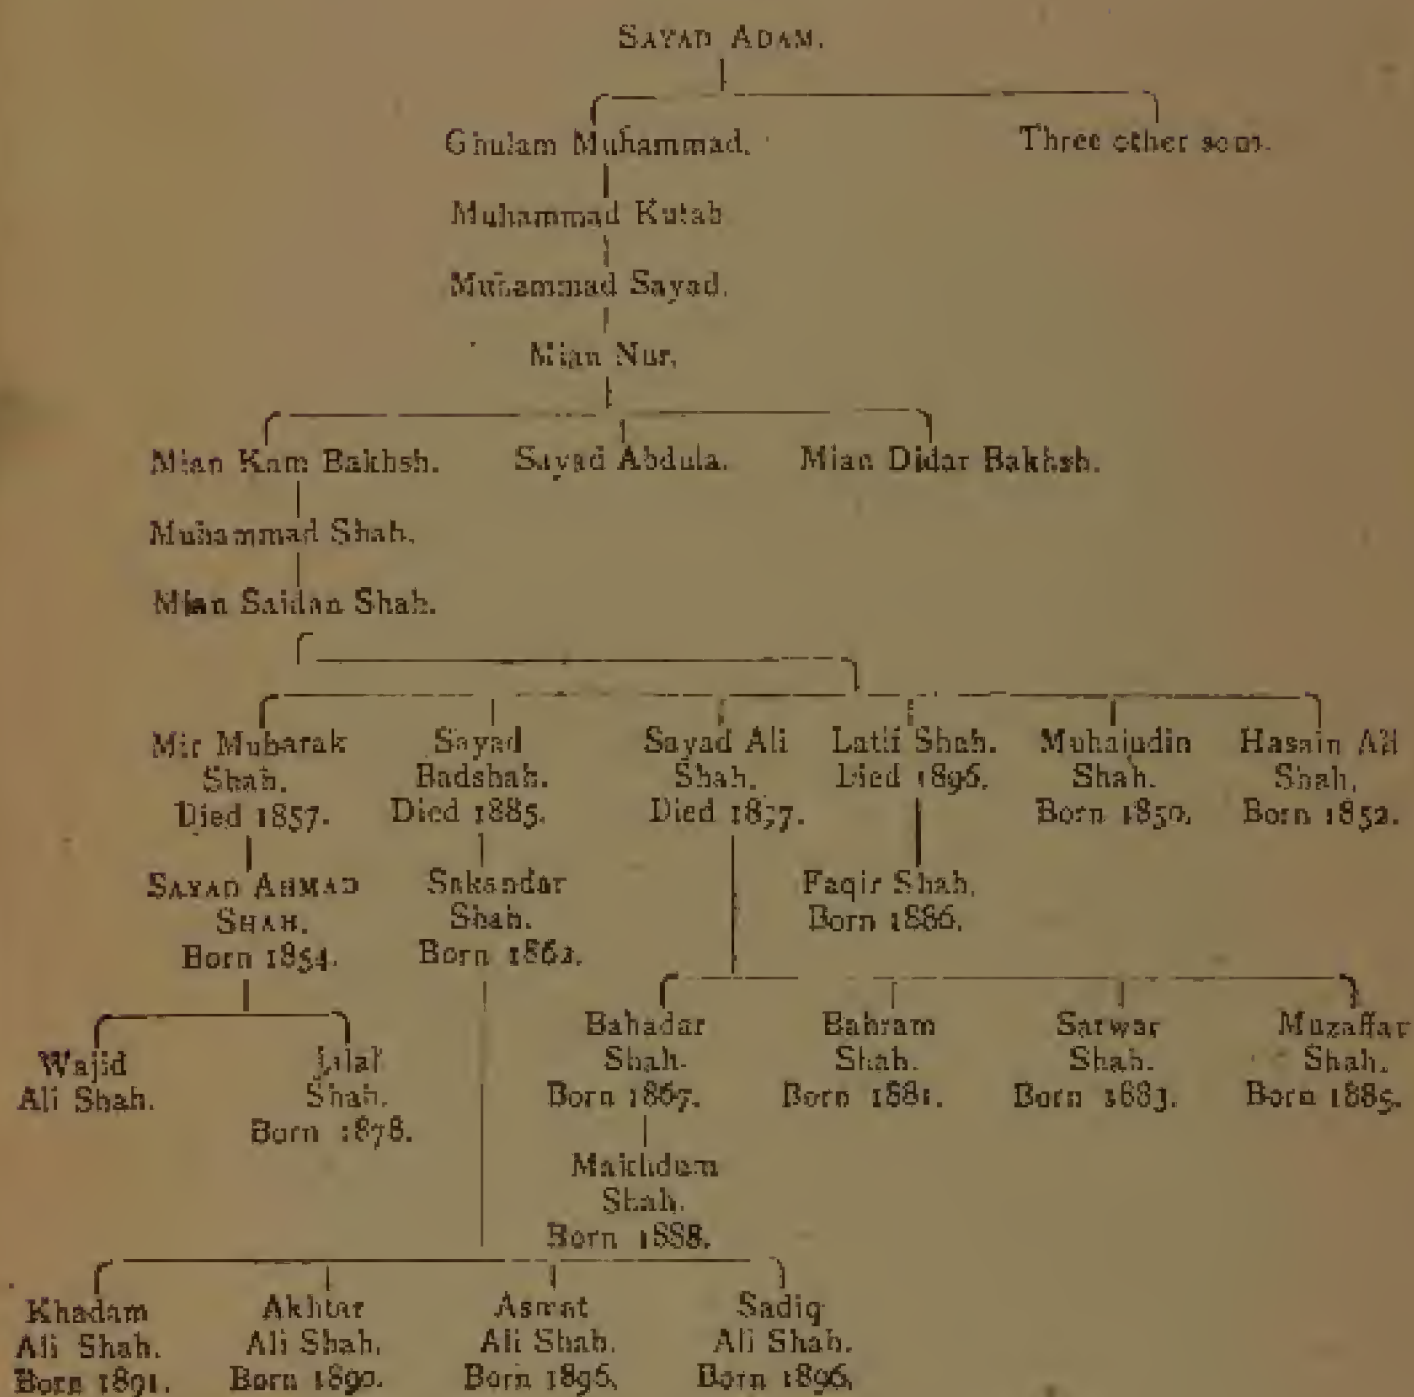 SAYAD ADAM.
Ghulam Muhammad. Three other sons.
Muhammad Kutab
Muhammad Sayad.
Mian Nur.
Mian Kam Bakhsh. Sayad Abdula. Mian Didar Bakhsh.
Muhammad Shah.
Mian Saidan Shah.
Mir Mubarak Shah. Died 1857.
Sayad Badshah. Died 1885.
Sayad Ali Shah. Died
Latif Shah. Died 1896.
Muhaiudin Shah. Born 1850.
Hasain Ali Shah. Born 1852.
SAYAD AHMAD SHAH. Born 1854.
Sakandar Shah. Born 1862.
Faqir Shah. Born 1886.
Wajid Ali Shah.
Shah. Born 1878.
Bahadar Shah. Born 1867.
Bahram Shah. Born 1881.
Sarwar Shah. Born 1883.
Muzaffar Shah. Born 1885.
Makhdum Shah. Born 1888.
Khadam Ali Shah. Born 1891.
Akhtar Ali Shah. Born 1890.
Asmat Ali Shah. Born 1896.
Sadiq Ali Shah. Born 1896.